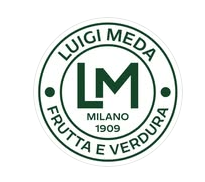 LUIGI MEDA
LM
MILANO
1909
• FRUTTA E VERDURA •